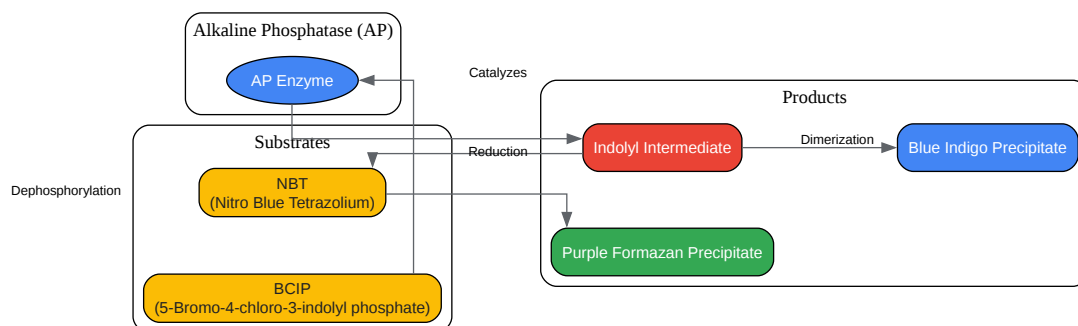 Alkaline Phosphatase (AP)
AP Enzyme
Catalyzes
Products
Substrates
Indolyl Intermediate
Dimerization
Blue Indigo Precipitate
Reduction
NBT
(Nitro Blue Tetrazolium)
Dephosphorylation
Purple Formazan Precipitate
BCIP
(5-Bromo-4-chloro-3-indolyl phosphate)